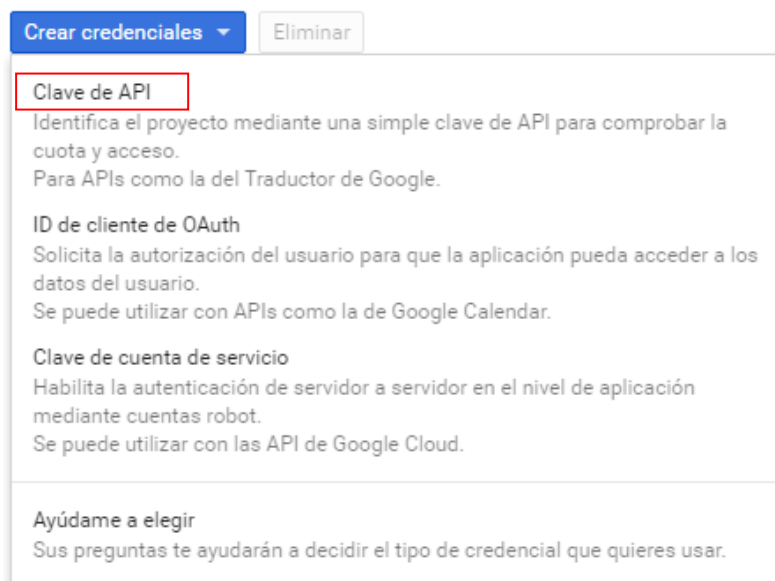 Crear credenciales
Eliminar
Clave de API
Identifica el proyecto mediante una simple clave de API para comprobar la
cuota y acceso.
Para APIs como la del Traductor de Google.
ID de cliente de OAuth
Solicita la autorización del usuario para que la aplicación pueda acceder a los
datos del usuario.
Se puede utilizar con APIs como la de Google Calendar.
Clave de cuenta de servicio
Habilita la autenticación de servidor a servidor en el nivel de aplicación
mediante cuentas robot.
Se puede utilizar con las API de Google Cloud.
Ayúdame a elegir
Sus preguntas te ayudarán a decidir el tipo de credencial que quieres usar.